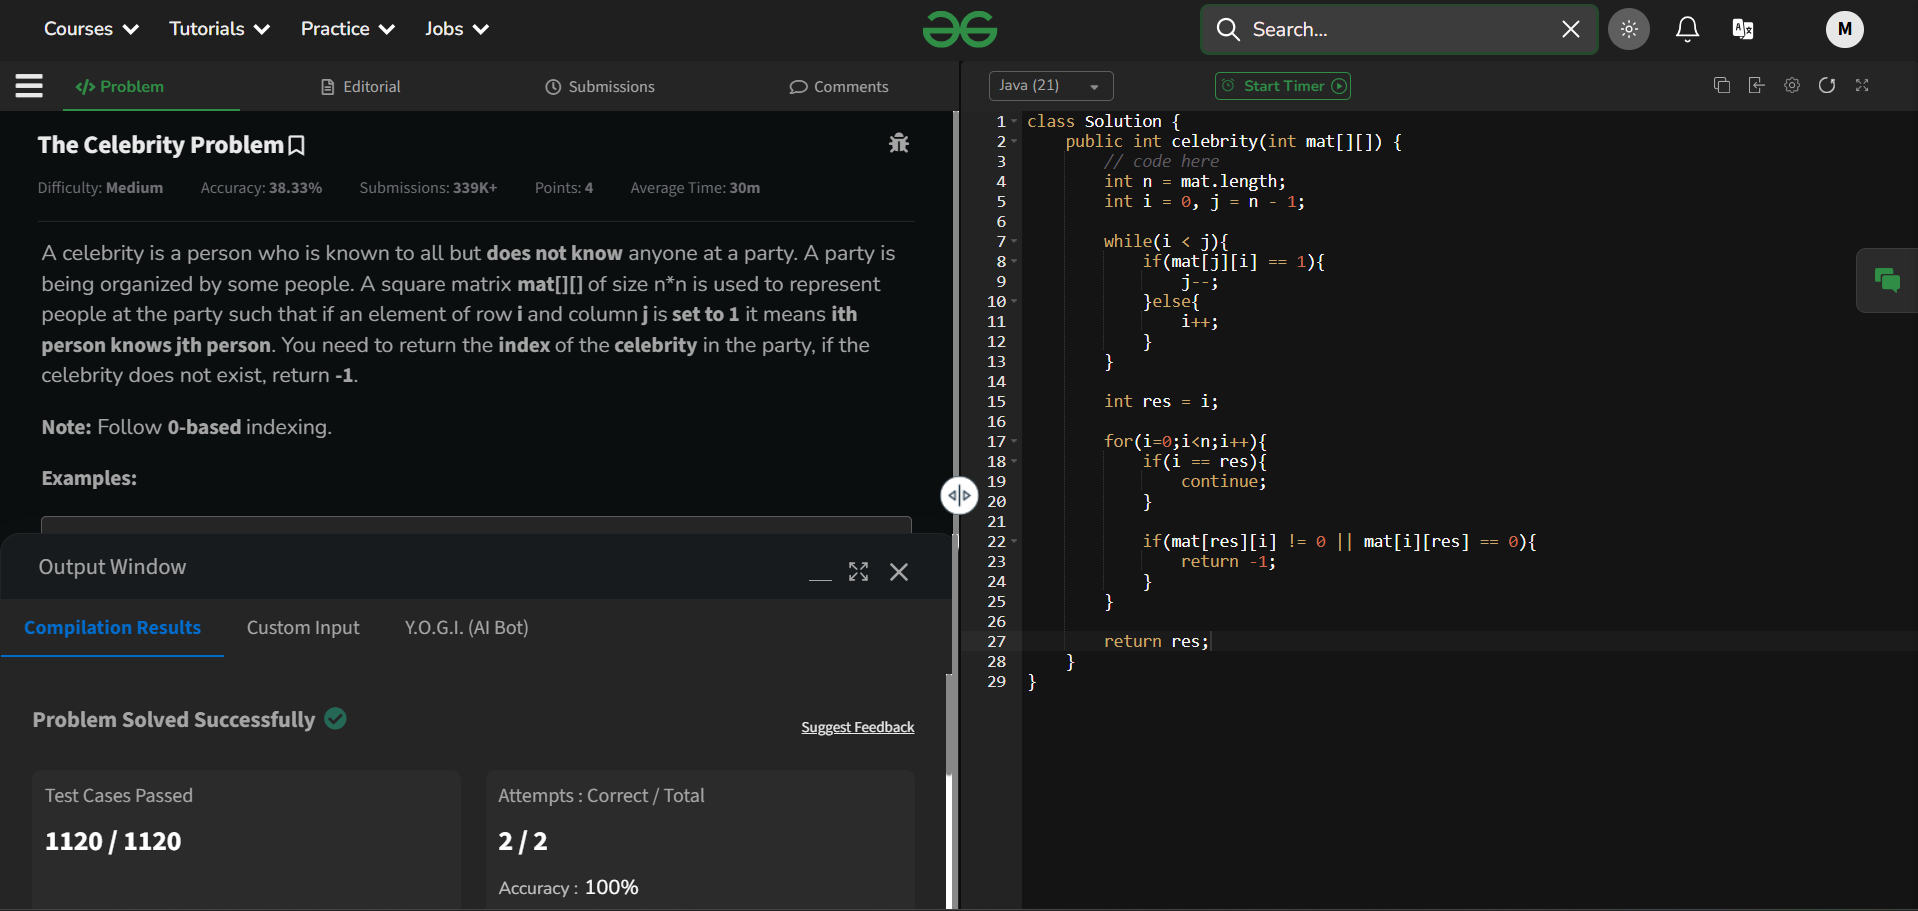 Courses Tutorials Practice Jobs Search... M
Problem Editorial Submissions Comments
The Celebrity Problem
Difficulty: Medium Accuracy: 38.33% Submissions: 339K+ Points: 4 Average Time: 30m
A celebrity is a person who is known to all but does not know anyone at a party. A party is
being organized by some people. A square matrix mat[][] of size n*n is used to represent
people at the party such that if an element of row i and column j is set to 1 it means ith
person knows jth person. You need to return the index of the celebrity in the party, if the
celebrity does not exist, return -1.
Note: Follow 0-based indexing.
Examples:
Output Window
Compilation Results Custom Input Y.O.G.I. (AI Bot)
Problem Solved Successfully
Suggest Feedback
Test Cases Passed
1120 / 1120
Attempts : Correct / Total
2 / 2
Accuracy : 100%
Java (21) Start Timer
1 class Solution {
2     public int celebrity(int mat[][]) {
3         // code here
4         int n = mat.length;
5         int i = 0, j = n - 1;
6
7         while(i < j){
8             if(mat[j][i] == 1){
9                 j--;
10             }else{
11                 i++;
12             }
13         }
14
15         int res = i;
16
17         for(i=0;i<n;i++){
18             if(i == res){
19                 continue;
20             }
21
22             if(mat[res][i] != 0 || mat[i][res] == 0){
23                 return -1;
24             }
25         }
26
27         return res;
28     }
29 }